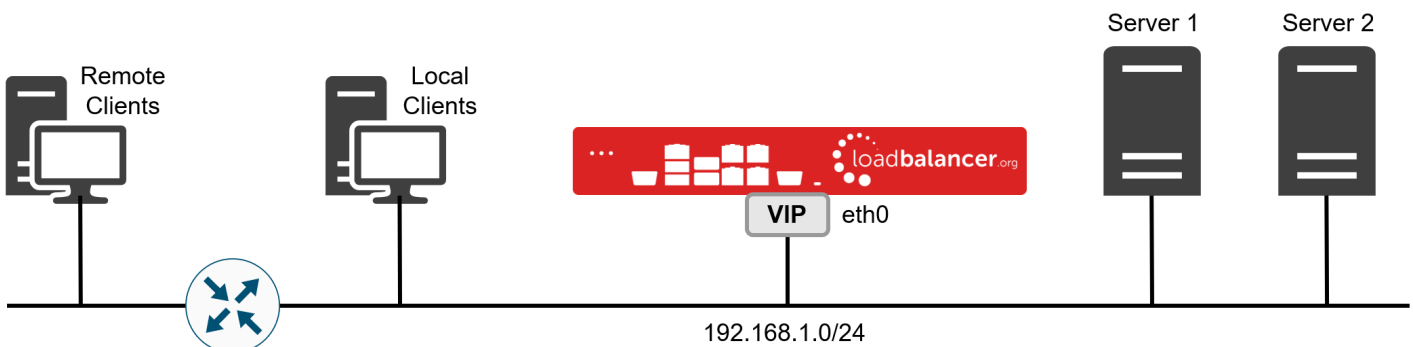 Server 1
Server 2
Remote
Clients
Local
Clients
loadbalancer.org
VIP
eth0
192.168.1.0/24